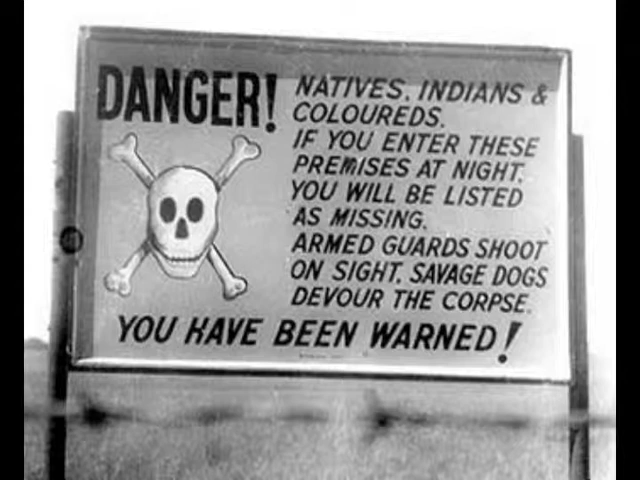 DANGER!
NATIVES, INDIANS &
COLOUREDS.
IF YOU ENTER THESE
PREMISES AT NIGHT,
YOU WILL BE LISTED
AS MISSING.
ARMED GUARDS SHOOT
ON SIGHT. SAVAGE DOGS
DEVOUR THE CORPSE.
YOU HAVE BEEN WARNED!